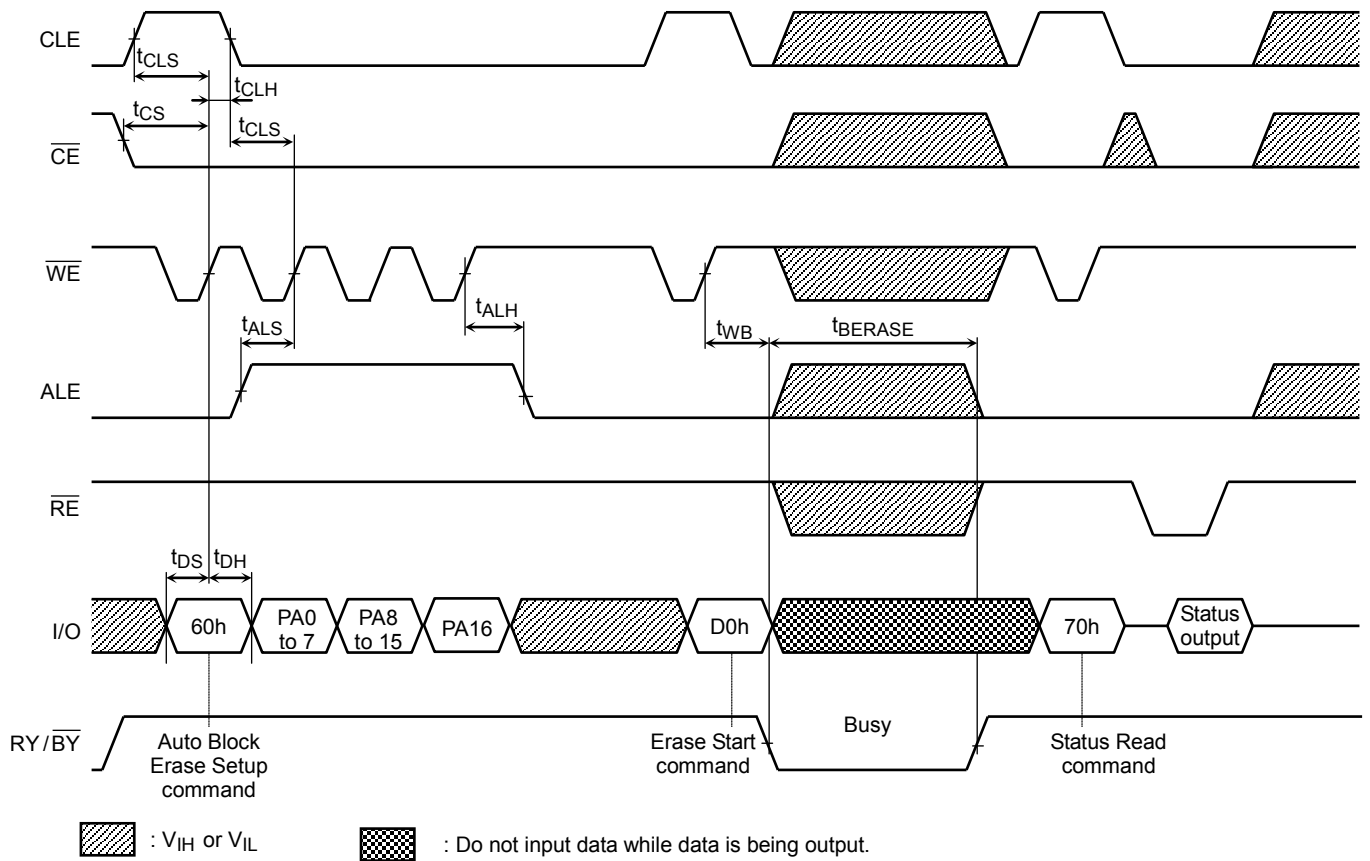 CLE
tCLS
tCLH
tCS
tCLS
CE
WE
tALS
tALH
tWB
tBERASE
ALE
RE
tDS
tDH
I/O
60h
PA0
to 7
PA8
to 15
PA16
D0h
70h
Status
output
RY/BY
Busy
Auto Block
Erase Setup
command
Erase Start
command
Status Read
command
: VIH or VIL
: Do not input data while data is being output.